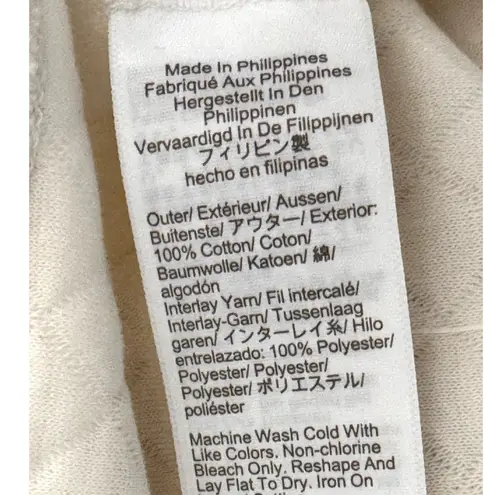 Made In Philippines
Fabriqué Aux Philippines
Hergestellt In Den
Philippinen
Vervaardigd In De Filippijnen
フィリピン製
hecho en filipinas
Outer/ Extérieur/ Aussen/
Buitenste/ アウター/ Exterior:
100% Cotton/ Coton/
Baumwolle/ Katoen/ 綿/
algodón
Interlay Yarn/ Fil intercalé/
Interlay-Garn/ Tussenlaag
garen/ インターレイ糸/ Hilo
entrelazado: 100% Polyester/
Polyester/ Polyester/
Polyester/ ポリエステル/
poliéster
Machine Wash Cold With
Like Colors. Non-chlorine
Bleach Only. Reshape And
Lay Flat To Dry. Iron On